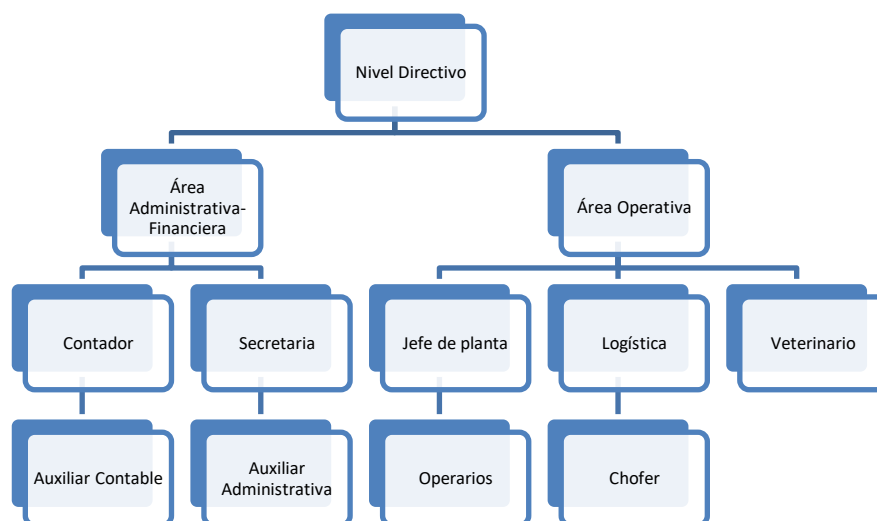 Nivel Directivo
Área
Administrativa-
Financiera
Área Operativa
Contador
Secretaria
Jefe de planta
Logística
Veterinario
Auxiliar Contable
Auxiliar
Administrativa
Operarios
Chofer